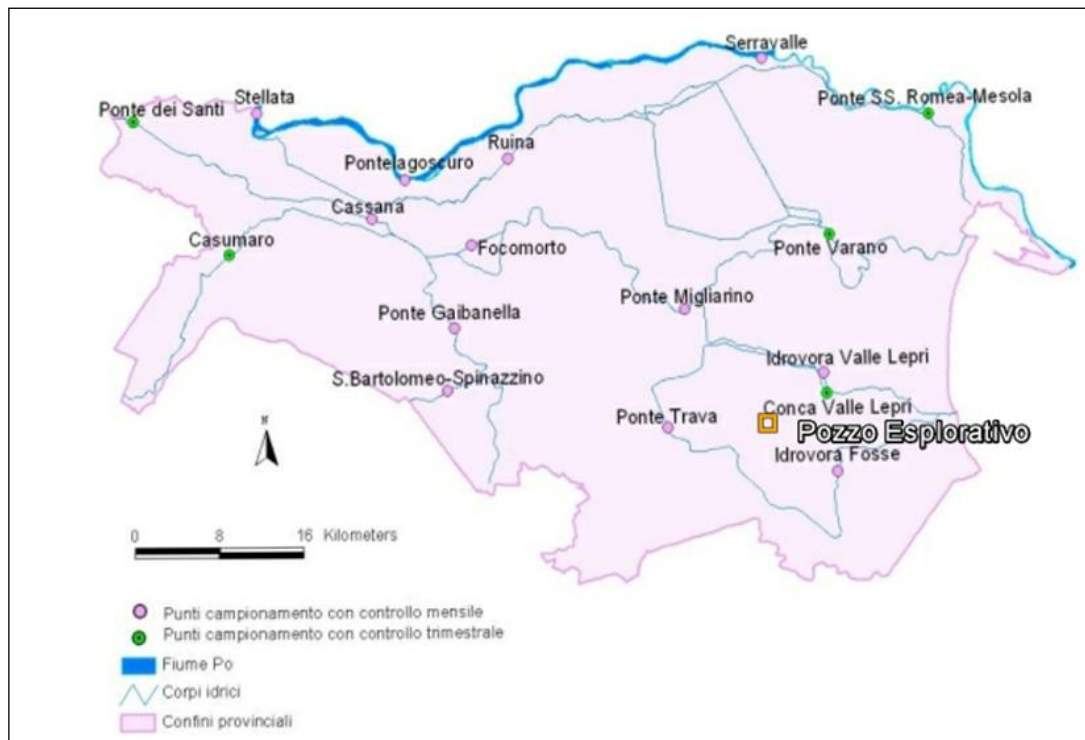 Serravalle
Ponte SS. Romea-Mesola
Stellata
Ponte dei Santi
Ruina
Pontelagoscuro
Cassana
Casumaro
Focomorto
Ponte Varano
Ponte Migliarino
Ponte Gaibanella
Idrovora Valle Lepri
S.Bartolomeo-Spinazzino
Conca Valle Lepri
Ponte Trava
Pozzo Esplorativo
Idrovora Fosse
N
0 8 16 Kilometers
Punti campionamento con controllo mensile
Punti campionamento con controllo trimestrale
Fiume Po
Corpi idrici
Confini provinciali